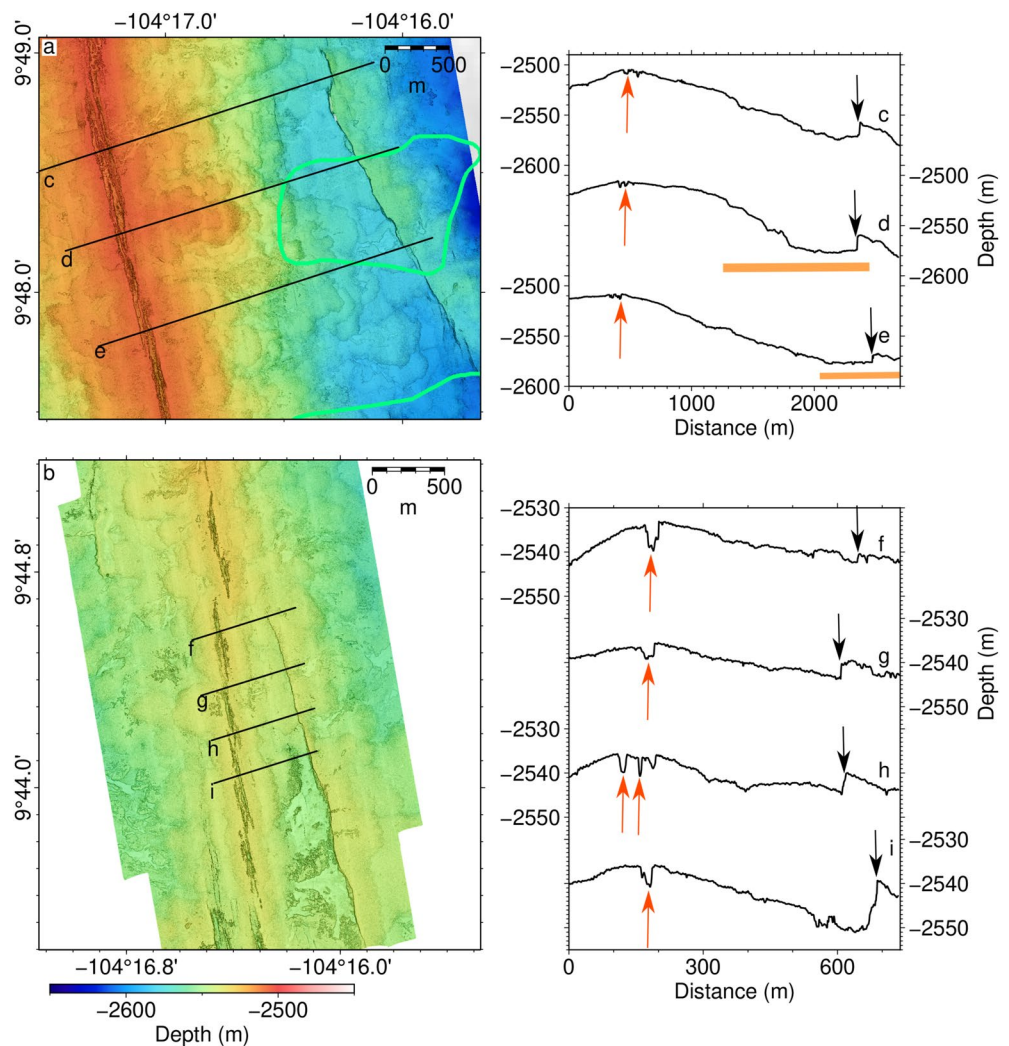 −104°17.0' −104°16.0'
9°49.0'
9°48.0'
a
0 500
m
c
d
e
−2500
−2550
−2600
−2500
−2550
−2600
−2500
−2550
−2600
Depth (m)
c
d
e
0 1000 2000
Distance (m)
b
0 500
m
9°44.8'
9°44.0'
f
g
h
i
−104°16.8' −104°16.0'
−2600 −2500
Depth (m)
−2530
−2540
−2550
−2530
−2540
−2550
−2530
−2540
−2550
−2530
−2540
−2550
Depth (m)
f
g
h
i
0 300 600
Distance (m)